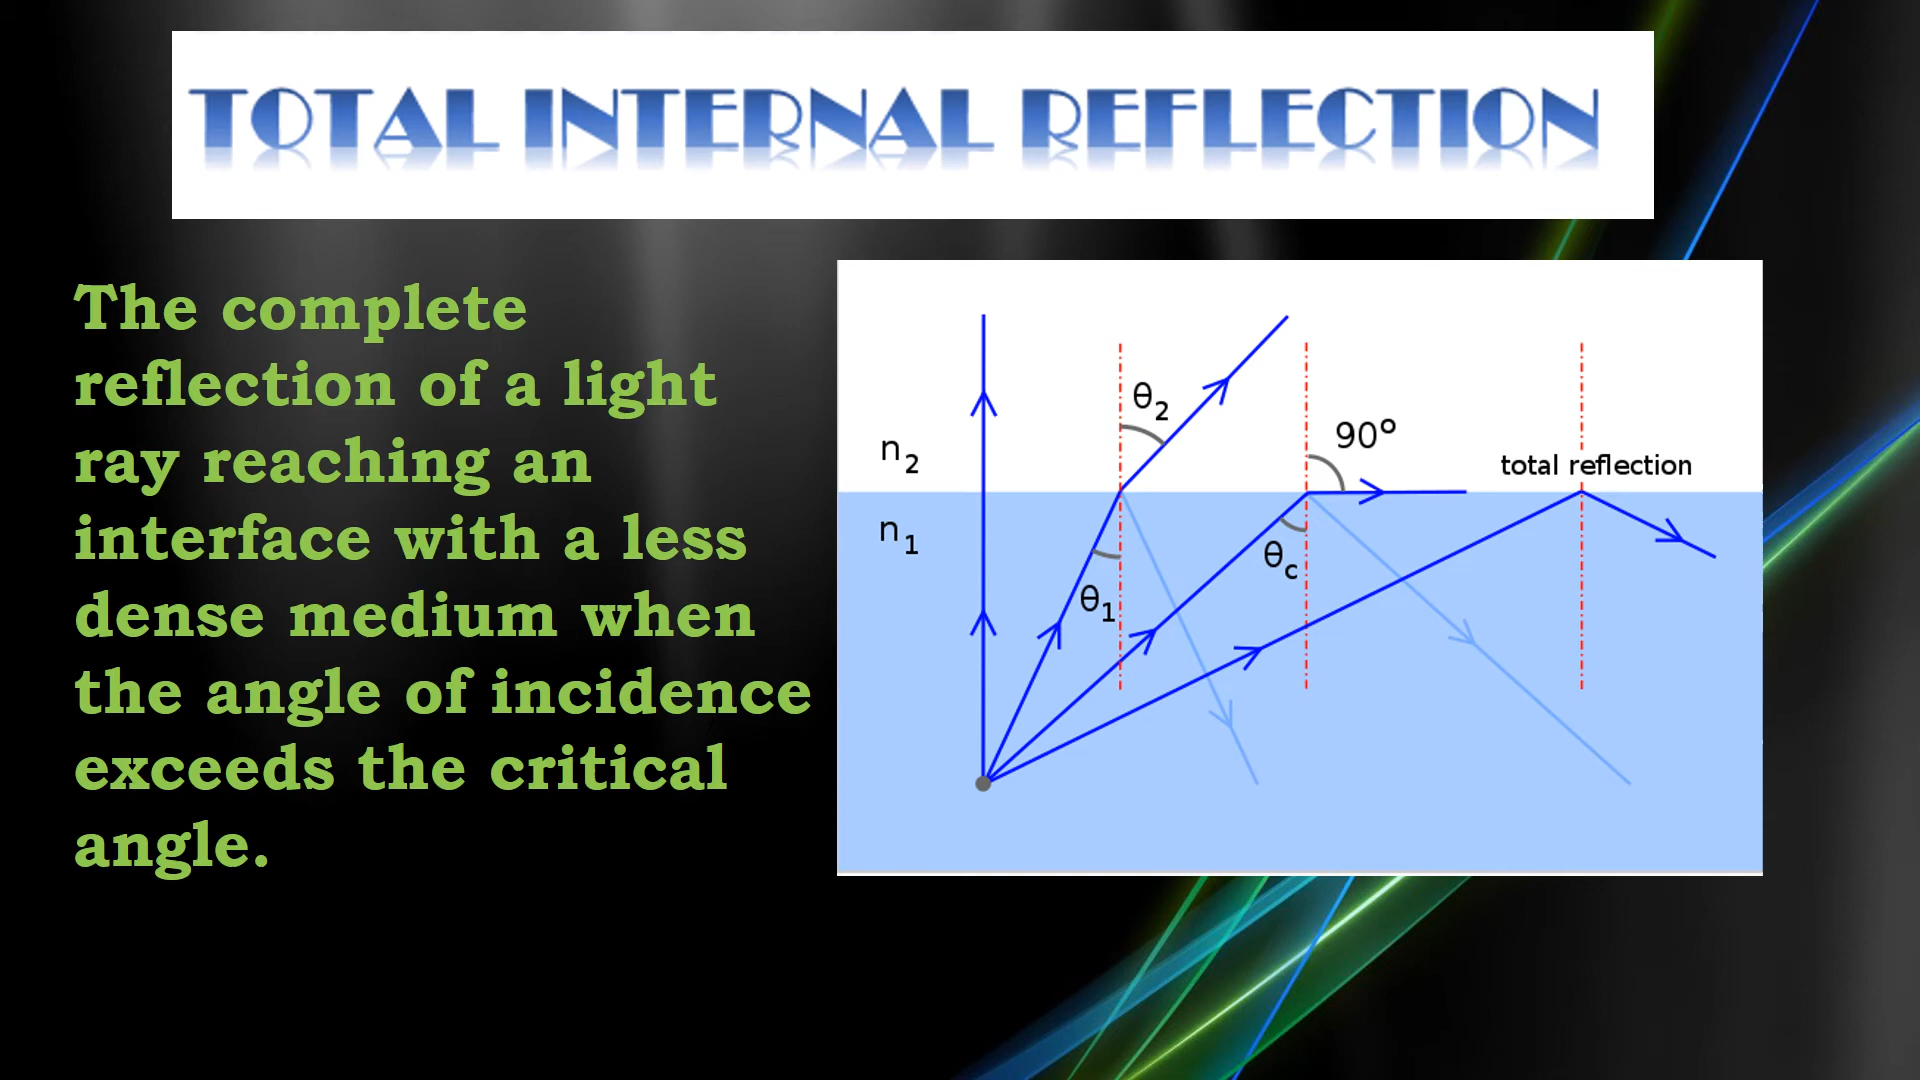 TOTAL INTERNAL REFLECTION
The complete
reflection of a light
ray reaching an
interface with a less
dense medium when
the angle of incidence
exceeds the critical
angle.
θ2
90°
n2
total reflection
n1
θc
θ1